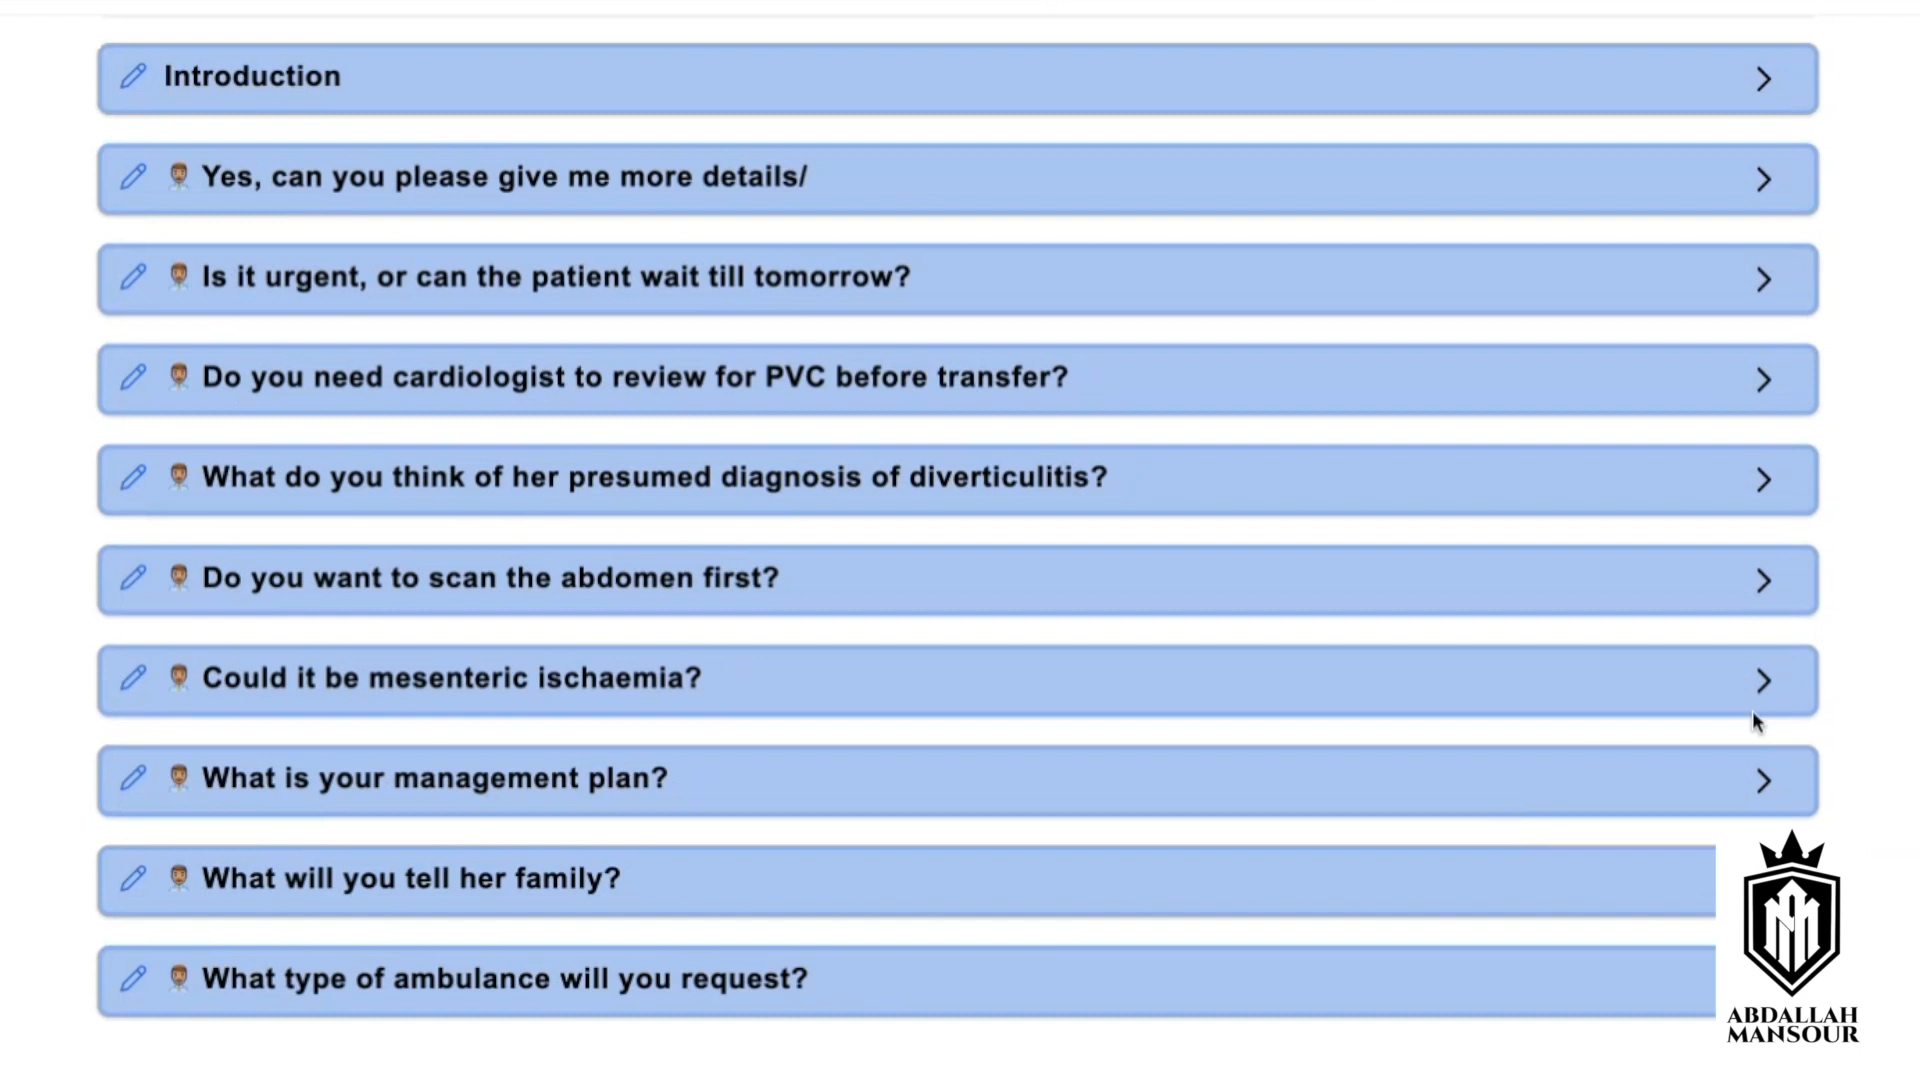 Introduction
Yes, can you please give me more details/
Is it urgent, or can the patient wait till tomorrow?
Do you need cardiologist to review for PVC before transfer?
What do you think of her presumed diagnosis of diverticulitis?
Do you want to scan the abdomen first?
Could it be mesenteric ischaemia?
What is your management plan?
What will you tell her family?
What type of ambulance will you request?
ABDALLAH
MANSOUR